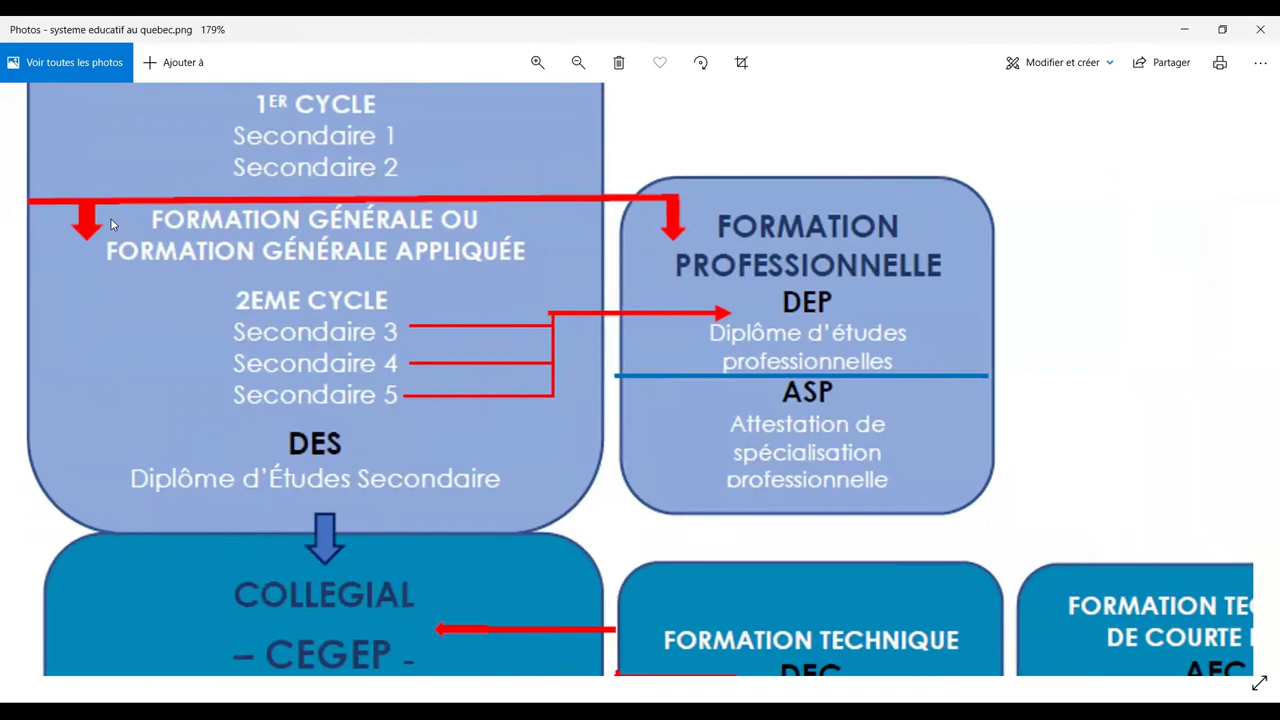 Photos - systeme educatif au quebec.png 179%
Voir toutes les photos
Ajouter à
Modifier et créer
Partager
1ER CYCLE
Secondaire 1
Secondaire 2
FORMATION GÉNÉRALE OU
FORMATION GÉNÉRALE APPLIQUÉE
2EME CYCLE
Secondaire 3
Secondaire 4
Secondaire 5
DES
Diplôme d'Études Secondaire
FORMATION
PROFESSIONNELLE
DEP
Diplôme d'études
professionnelles
ASP
Attestation de
spécialisation
professionnelle
COLLEGIAL
– CEGEP -
FORMATION TECHNIQUE
DEC
FORMATION TEC
DE COURTE
AEC